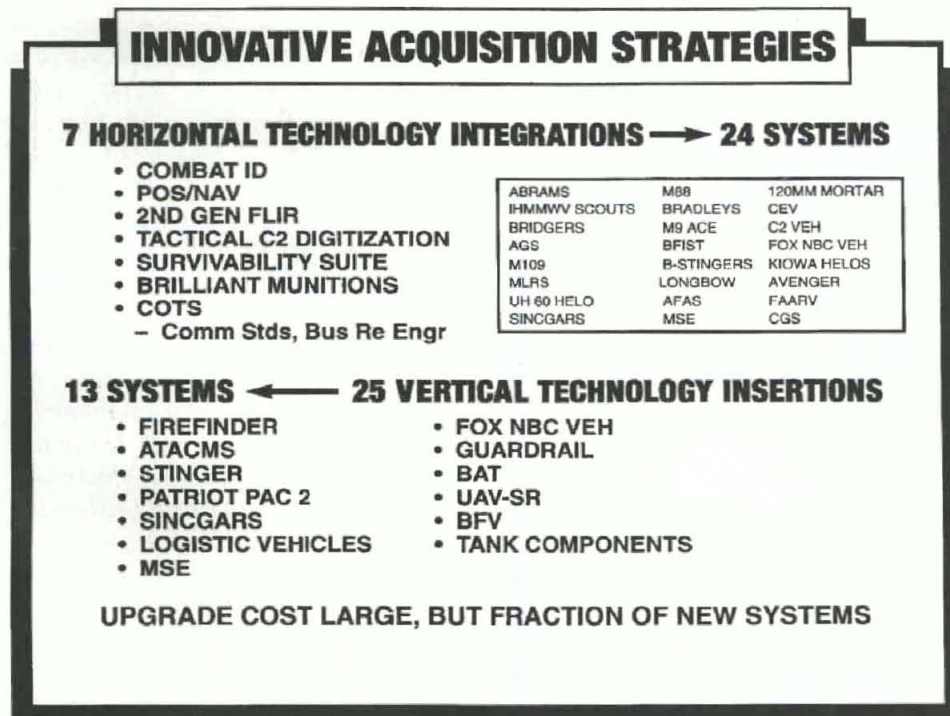 INNOVATIVE ACQUISITION STRATEGIES
7 HORIZONTAL TECHNOLOGY INTEGRATIONS → 24 SYSTEMS
• COMBAT ID
• POS/NAV
• 2ND GEN FLIR
• TACTICAL C2 DIGITIZATION
• SURVIVABILITY SUITE
• BRILLIANT MUNITIONS
• COTS
– Comm Stds, Bus Re Engr
ABRAMS M88 120MM MORTAR
IHMMWV SCOUTS BRADLEYS CEV
BRIDGERS M9 ACE C2 VEH
AGS BFIST FOX NBC VEH
M109 B-STINGERS KIOWA HELOS
MLRS LONGBOW AVENGER
UH 60 HELO AFAS FAARV
SINCGARS MSE CGS
13 SYSTEMS ← 25 VERTICAL TECHNOLOGY INSERTIONS
• FIREFINDER
• ATACMS
• STINGER
• PATRIOT PAC 2
• SINCGARS
• LOGISTIC VEHICLES
• MSE
• FOX NBC VEH
• GUARDRAIL
• BAT
• UAV-SR
• BFV
• TANK COMPONENTS
UPGRADE COST LARGE, BUT FRACTION OF NEW SYSTEMS